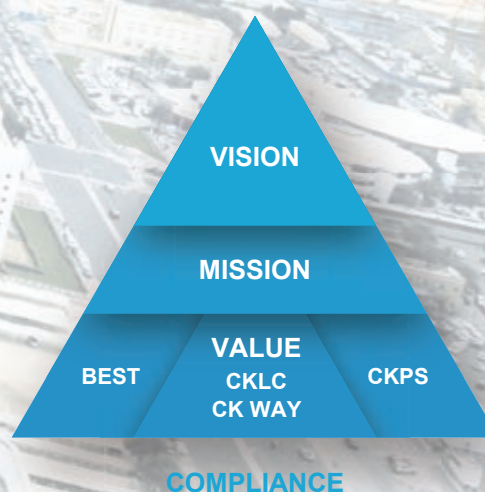 VISION
MISSION
VALUE
BEST
CKLC
CKPS
CK WAY
COMPLIANCE